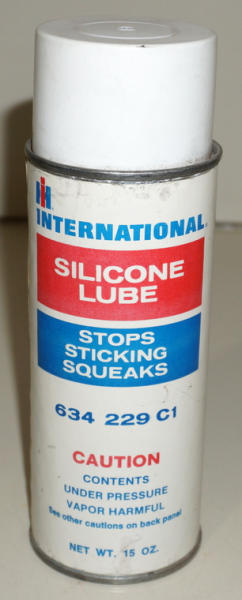 IH
INTERNATIONAL®
SILICONE
LUBE
STOPS
STICKING
SQUEAKS
634 229 C1
CAUTION
CONTENTS
UNDER PRESSURE
VAPOR HARMFUL
See other cautions on back panel
NET WT. 15 OZ.